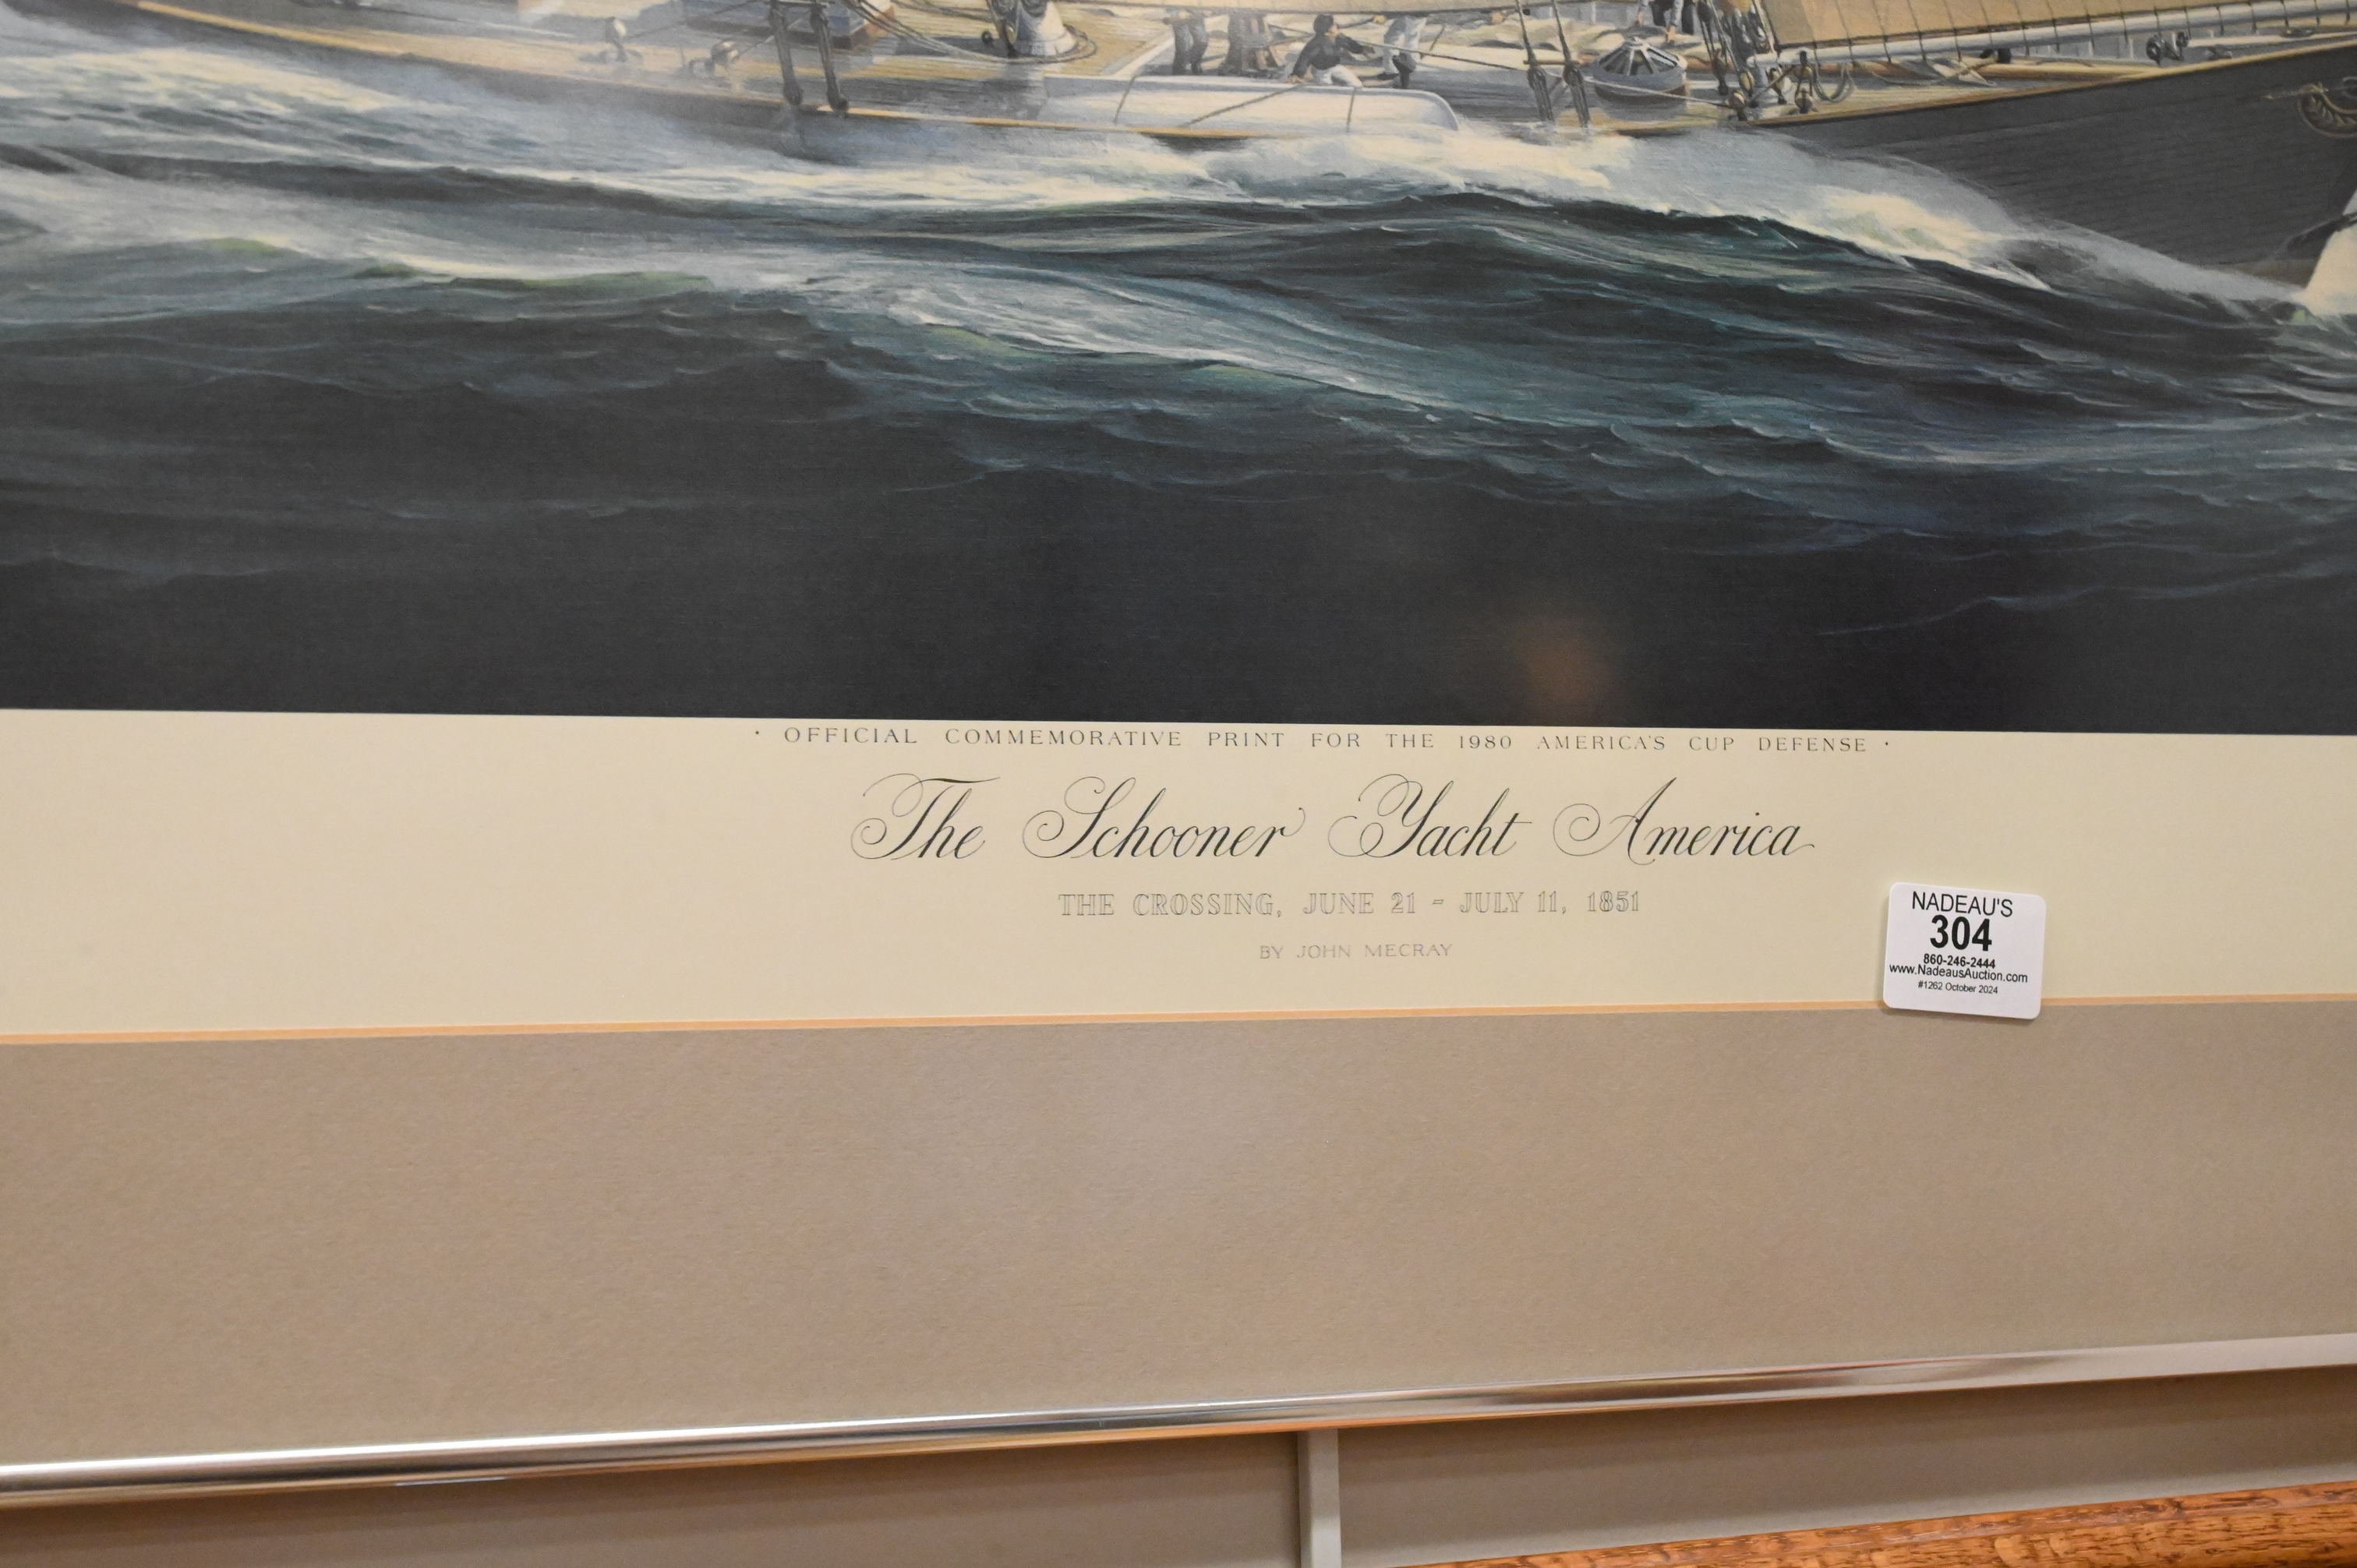 · OFFICIAL COMMEMORATIVE PRINT FOR THE 1980 AMERICA'S CUP DEFENSE ·
The Schooner Yacht America
THE CROSSING, JUNE 21 - JULY 11, 1851
BY JOHN MECRAY
NADEAU'S
304
860-246-2444
www.NadeausAuction.com
#1262 October 2024